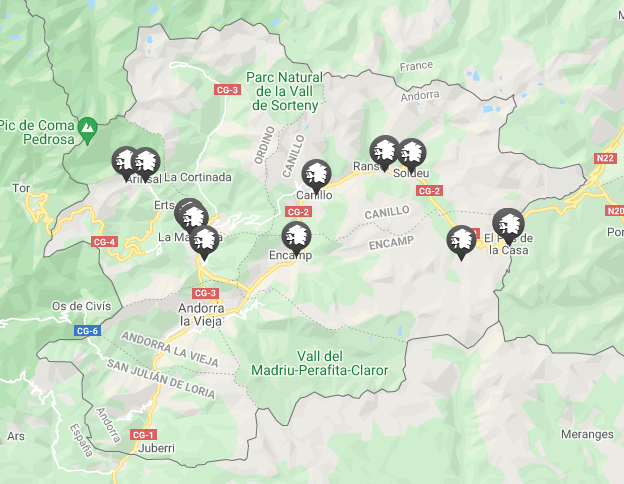 France
Andorra
Parc Natural
de la Vall
de Sorteny
CG-3
Pic de Coma
Pedrosa
ORDINO
CANILLO
N22
Arinsal
La Cortinada
Rans
Soldeu
Tor
Canillo
CG-2
Erts
CG-2
CANILLO
N20
La Ma
ENCAMP
El Pas de
la Casa
Por
CG-4
Encamp
CG-3
Os de Civís
Andorra
la Vieja
CG-6
ANDORRA LA VIEJA
Vall del
Madriu-Perafita-Claror
SAN JULIÁN DE LORIA
Andorra
España
Ars
CG-1
Juberri
Meranges